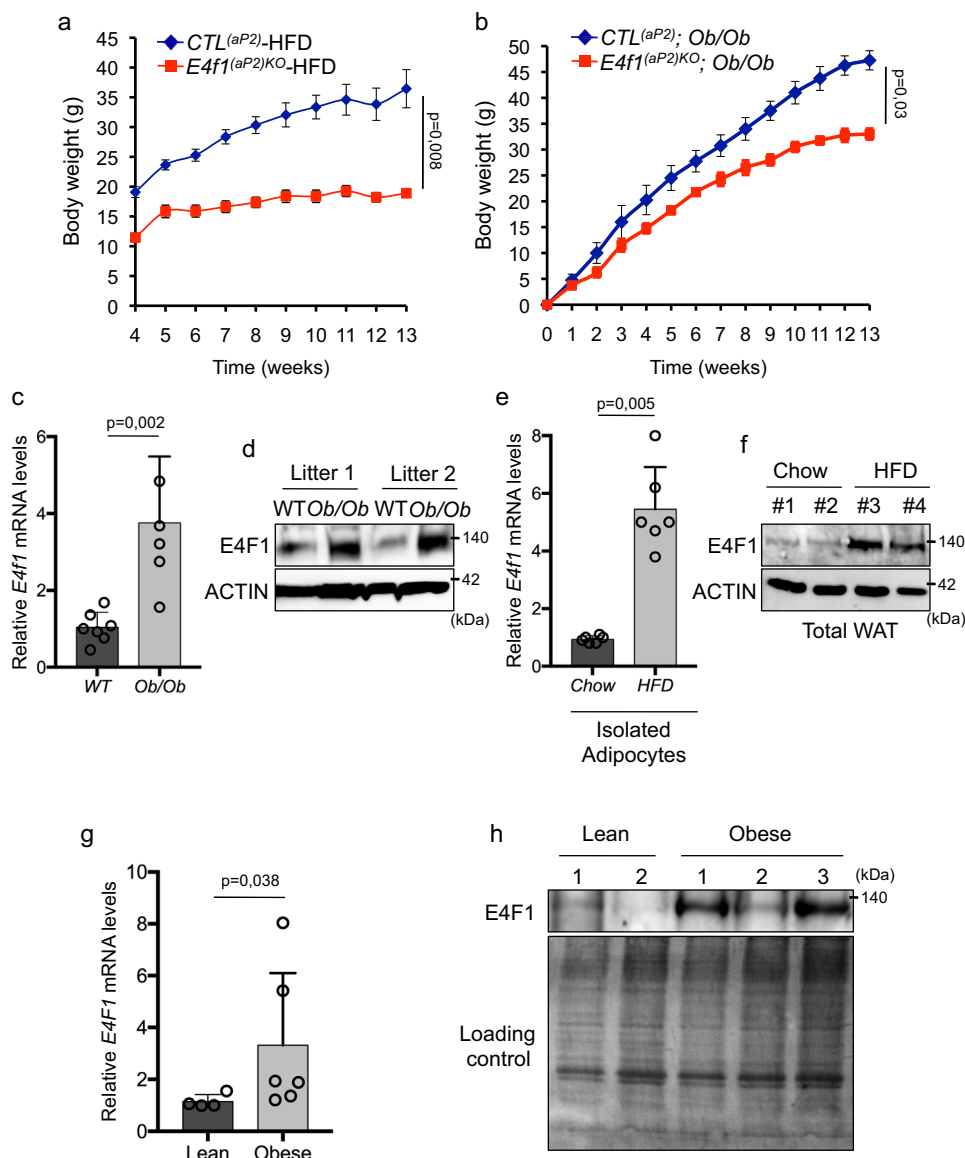 a
CTL(aP2)-HFD
E4f1(aP2)KO-HFD
Body weight (g)
45
40
35
30
25
20
15
10
5
0
4 5 6 7 8 9 10 11 12 13
Time (weeks)
p=0,008
b
CTL(aP2); Ob/Ob
E4f1(aP2)KO; Ob/Ob
Body weight (g)
50
45
40
35
30
25
20
15
10
5
0
0 1 2 3 4 5 6 7 8 9 10 11 12 13
Time (weeks)
p=0,03
c
Relative E4f1 mRNA levels
p=0,002
6
4
2
0
WT Ob/Ob
d
Litter 1 Litter 2
WT Ob/Ob WT Ob/Ob
E4F1
140
ACTIN
42
(kDa)
e
Relative E4f1 mRNA levels
p=0,005
8
6
4
2
0
Chow HFD
Isolated
Adipocytes
f
Chow HFD
#1 #2 #3 #4
E4F1
140
ACTIN
42
(kDa)
Total WAT
g
Relative E4F1 mRNA levels
p=0,038
10
8
6
4
2
0
Lean Obese
h
Lean Obese
1 2 1 2 3 (kDa)
E4F1
140
Loading
control